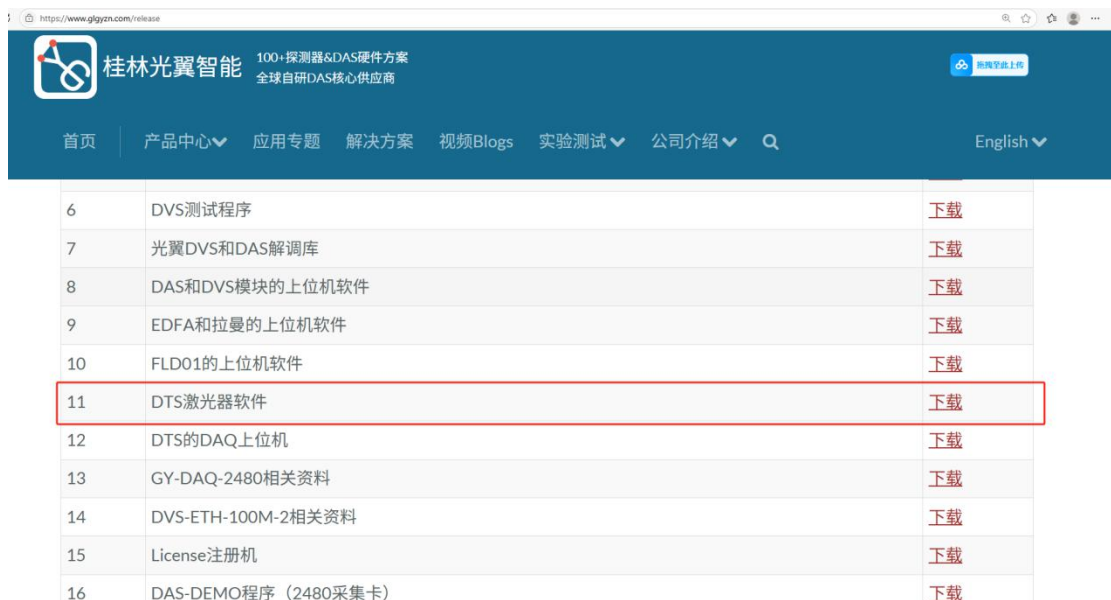 https://www.glgyzn.com/release
桂林光翼智能
100+探测器&DAS硬件方案
全球自研DAS核心供应商
拖拽至此上传
首页 产品中心 应用专题 解决方案 视频Blogs 实验测试 公司介绍 English
6 DVS测试程序 下载
7 光翼DVS和DAS解调库 下载
8 DAS和DVS模块的上位机软件 下载
9 EDFA和拉曼的上位机软件 下载
10 FLD01的上位机软件 下载
11 DTS激光器软件 下载
12 DTS的DAQ上位机 下载
13 GY-DAQ-2480相关资料 下载
14 DVS-ETH-100M-2相关资料 下载
15 License注册机 下载
16 DAS-DEMO程序（2480采集卡） 下载